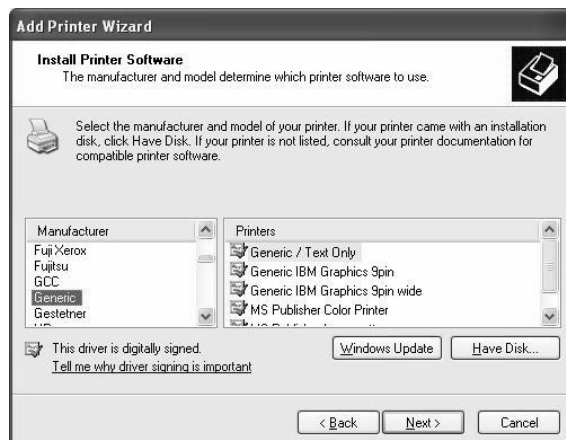 Add Printer Wizard
Install Printer Software
The manufacturer and model determine which printer software to use.
Select the manufacturer and model of your printer. If your printer came with an installation
disk, click Have Disk. If your printer is not listed, consult your printer documentation for
compatible printer software.
Manufacturer
Fuji Xerox
Fujitsu
GCC
Generic
Gestetner
Printers
Generic / Text Only
Generic IBM Graphics 9pin
Generic IBM Graphics 9pin wide
MS Publisher Color Printer
This driver is digitally signed.
Tell me why driver signing is important
Windows Update
Have Disk...
< Back
Next >
Cancel